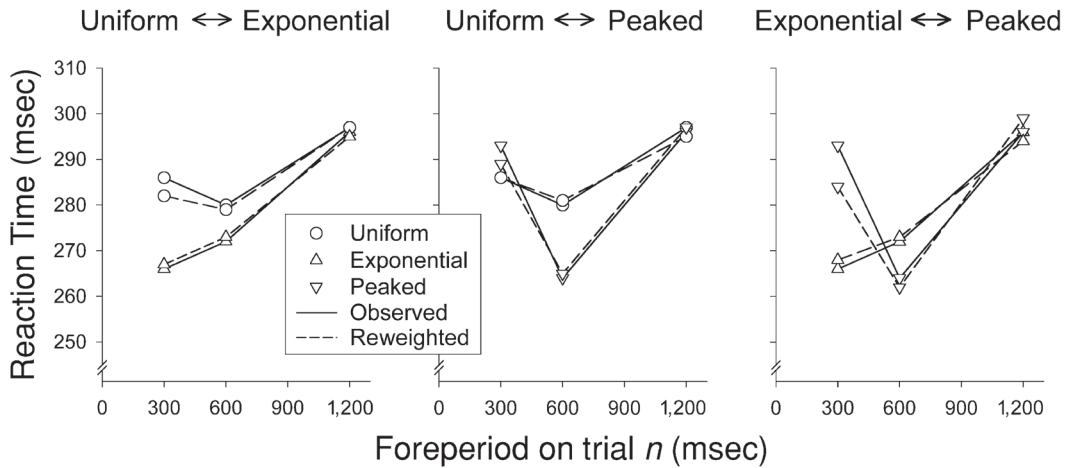 Uniform ↔ Exponential
Uniform ↔ Peaked
Exponential ↔ Peaked
Reaction Time (msec)
310
300
290
280
270
260
250
Uniform
Exponential
Peaked
Observed
Reweighted
0 300 600 900 1,200
0 300 600 900 1,200
0 300 600 900 1,200
Foreperiod on trial n (msec)